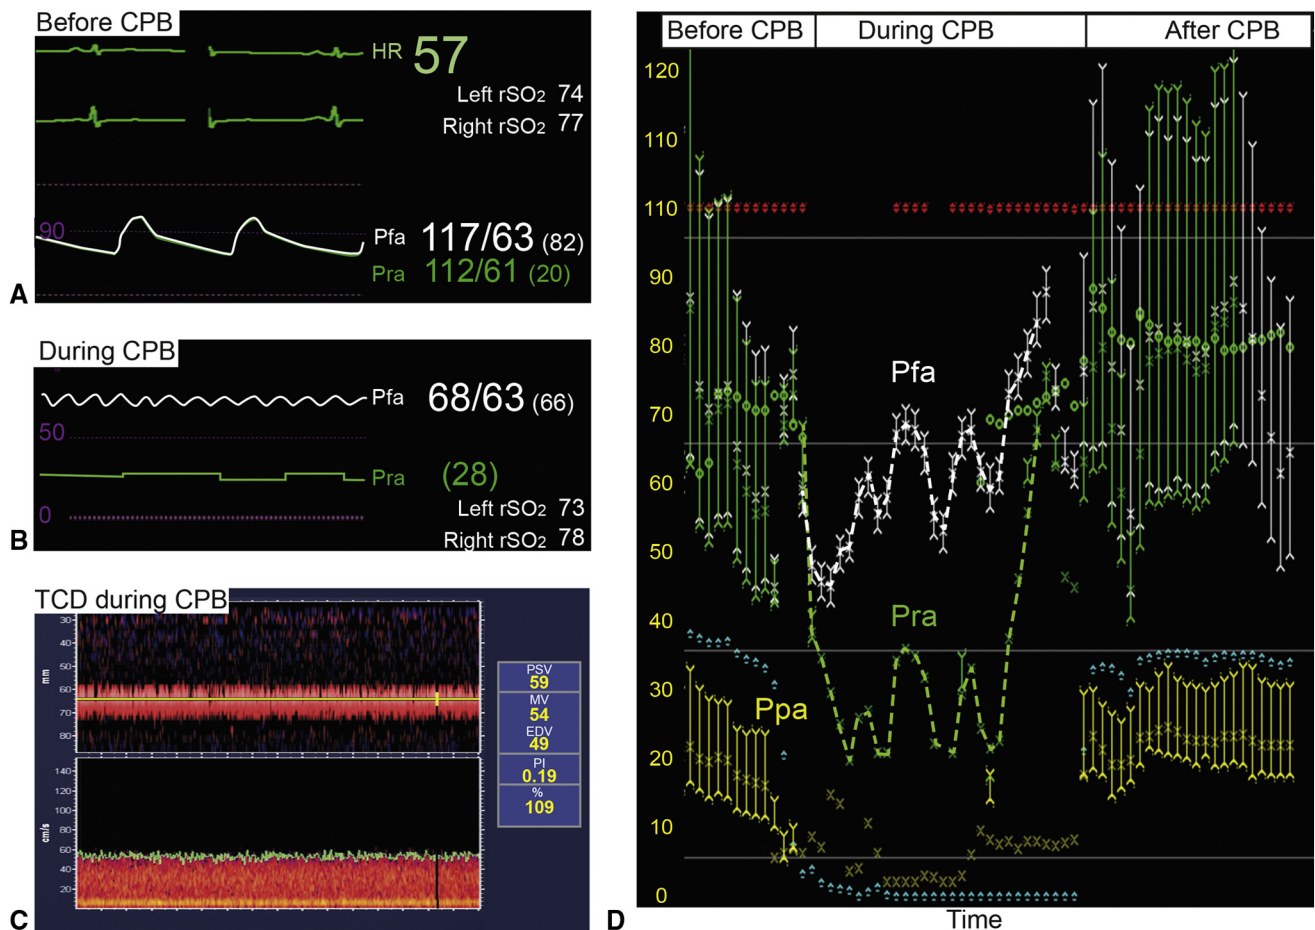 Before CPB
HR 57
Left rSO2 74
Right rSO2 77
90
Pfa 117/63 (82)
Pra 112/61 (20)
A
During CPB
Pfa 68/63 (66)
50
Pra (28)
0
Left rSO2 73
Right rSO2 78
B
TCD during CPB
30
40
50
60
70
80
mm
PSV
59
MV
54
EDV
49
PI
0.19
%
109
140
120
100
80
60
40
20
cm/s
C
Before CPB During CPB After CPB
120
110
110
90
80
70
60
50
40
30
20
10
0
Pfa
Pra
Ppa
Time
D